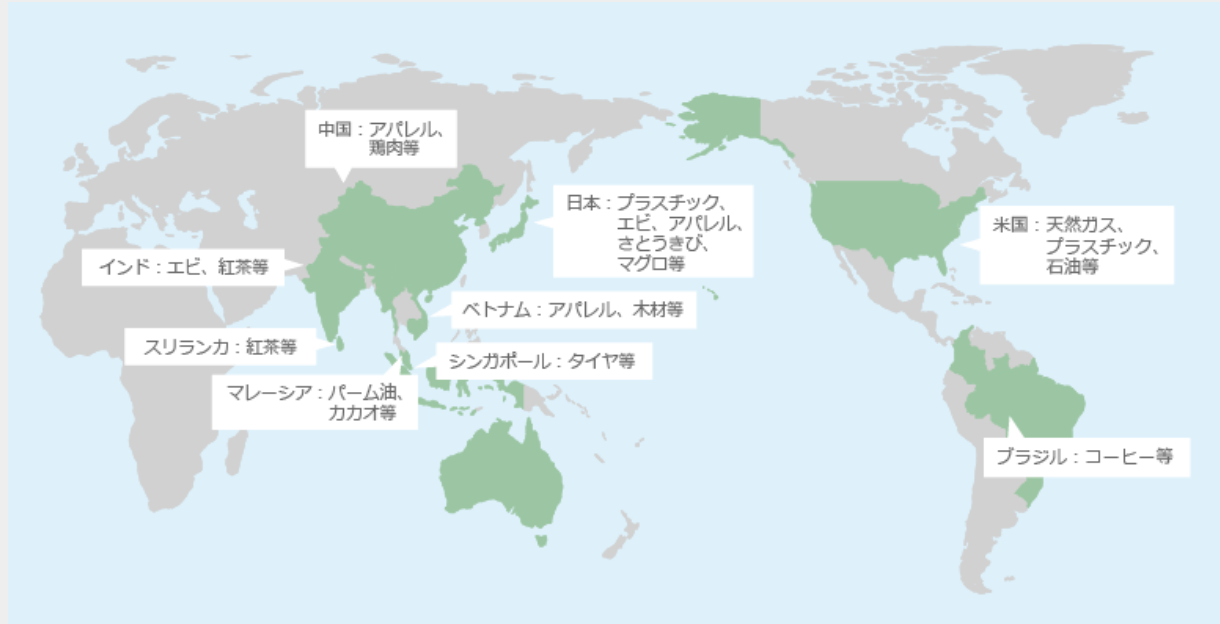 中国：アパレル、
鶏肉等
日本：プラスチック、
エビ、アパレル、
さとうきび、
マグロ等
米国：天然ガス、
プラスチック、
石油等
インド：エビ、紅茶等
ベトナム：アパレル、木材等
スリランカ：紅茶等
シンガポール：タイヤ等
マレーシア：パーム油、
カカオ等
ブラジル：コーヒー等